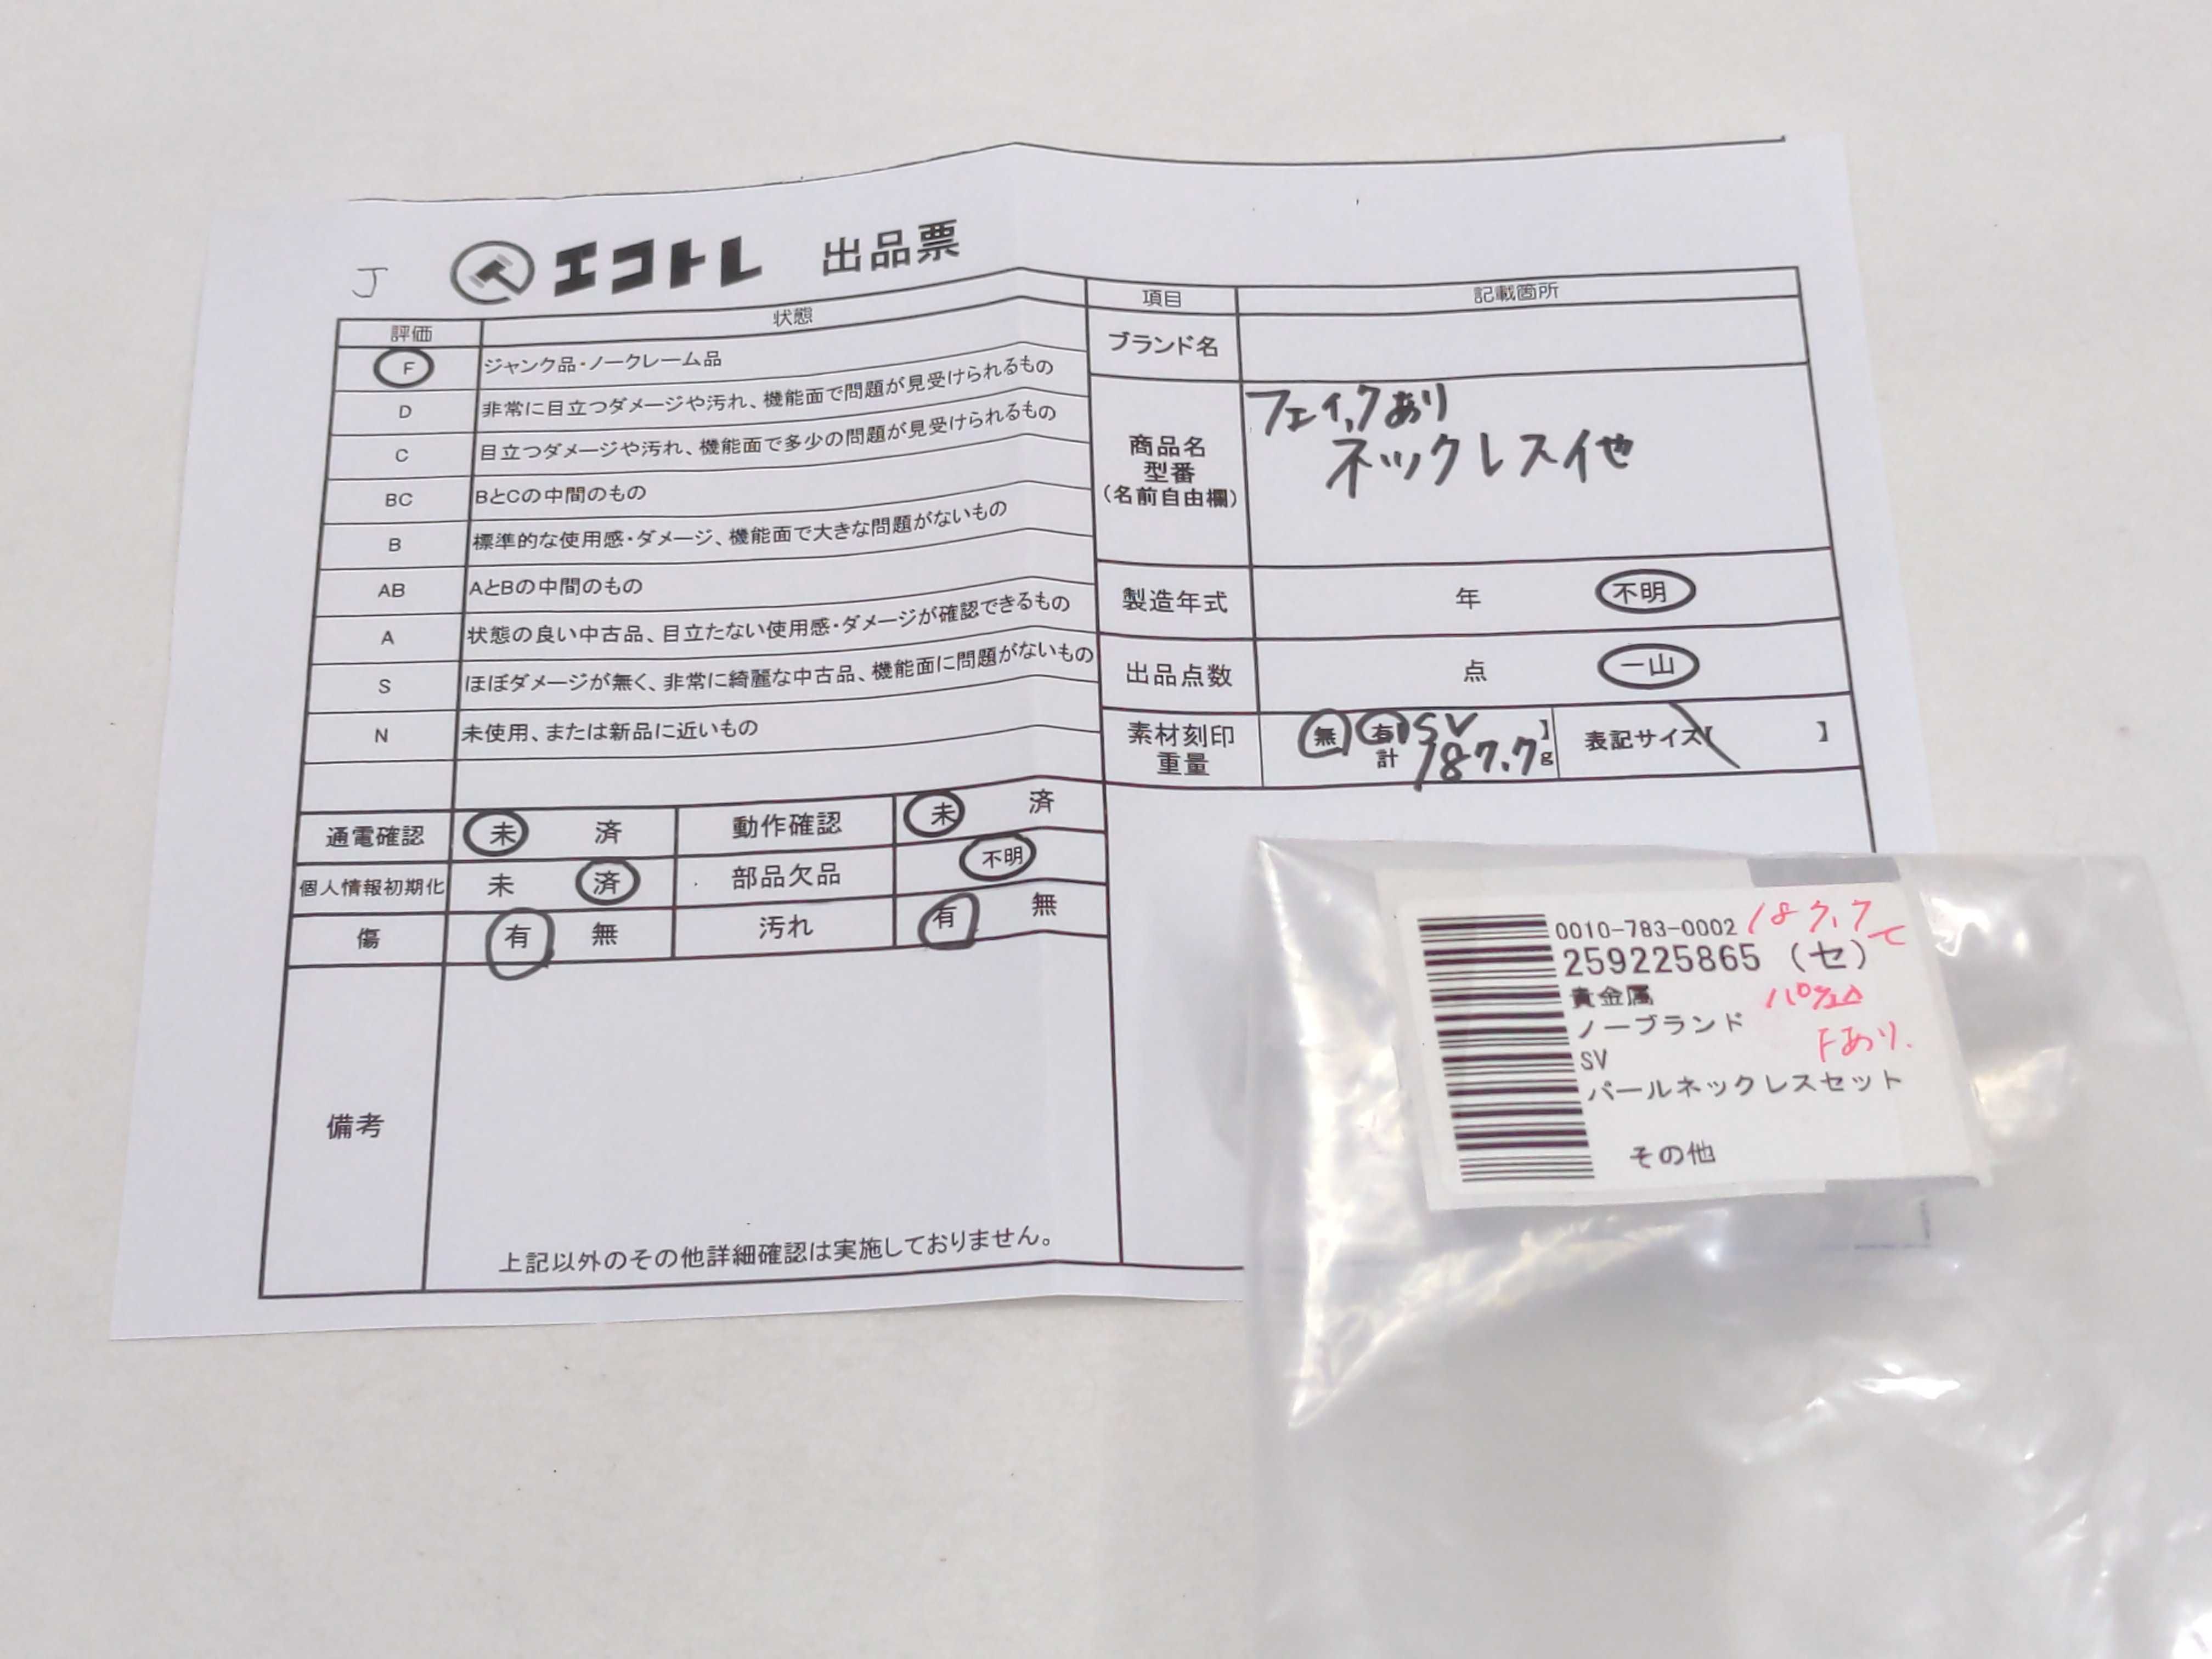 J エコトレ 出品票
評価 状態
F ジャンク品・ノークレーム品
D 非常に目立つダメージや汚れ、機能面で問題が見受けられるもの
C 目立つダメージや汚れ、機能面で多少の問題が見受けられるもの
BC BとCの中間のもの
B 標準的な使用感・ダメージ、機能面で大きな問題がないもの
AB AとBの中間のもの
A 状態の良い中古品、目立たない使用感・ダメージが確認できるもの
S ほぼダメージが無く、非常に綺麗な中古品、機能面に問題がないもの
N 未使用、または新品に近いもの
通電確認 未 済 動作確認 未 済
個人情報初期化 未 済 部品欠品 不明
傷 有 無 汚れ 有 無
備考
上記以外のその他詳細確認は実施しておりません。
項目 記載箇所
ブランド名
商品名
型番
(名前自由欄)
フェイクあり
ネックレス他
製造年式 年 不明
出品点数 点 一山
素材刻印 無 有 SV 】
重量 計 187.7 g
表記サイズ【 】
0010-783-0002 187.7
259225865 (セ)
貴金属
ノーブランド Fあり.
SV
パールネックレスセット
その他